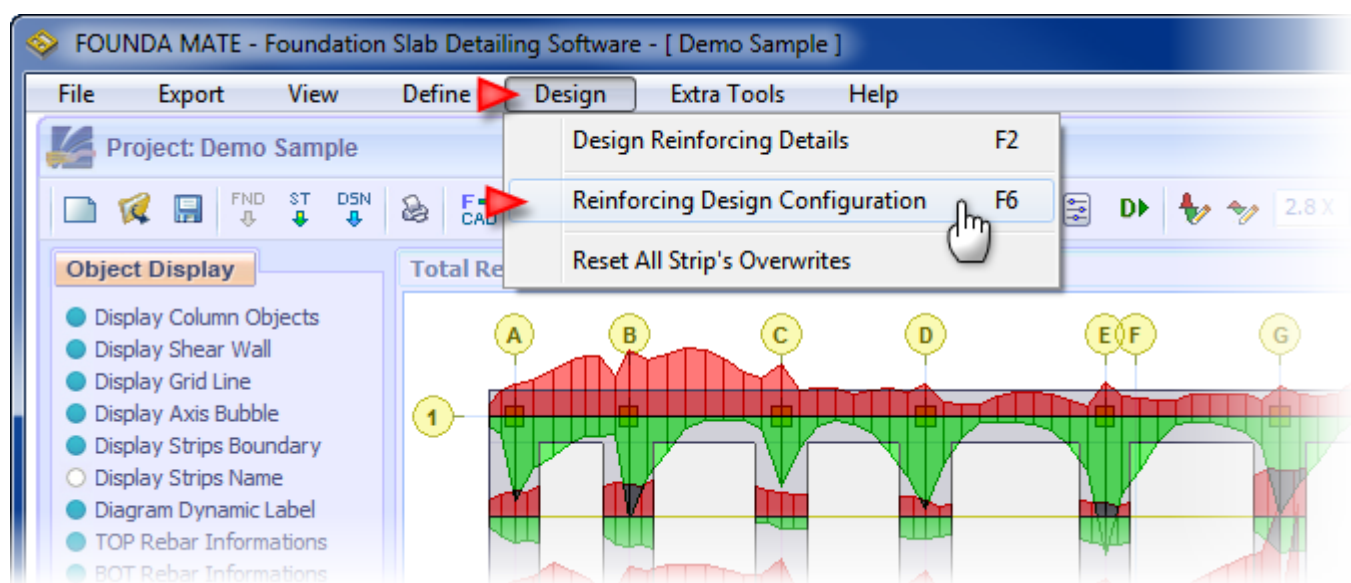 FOUNDA MATE - Foundation Slab Detailing Software - [ Demo Sample ]
File Export View Define Design Extra Tools Help
Project: Demo Sample
Design Reinforcing Details F2
Reinforcing Design Configuration F6
Reset All Strip's Overwrites
FND ST DSN F CAD D 2.8 X
Object Display
Total Re
Display Column Objects
Display Shear Wall
Display Grid Line
Display Axis Bubble
Display Strips Boundary
Display Strips Name
Diagram Dynamic Label
TOP Rebar Informations
BOT Rebar Informations
A B C D E F G
1